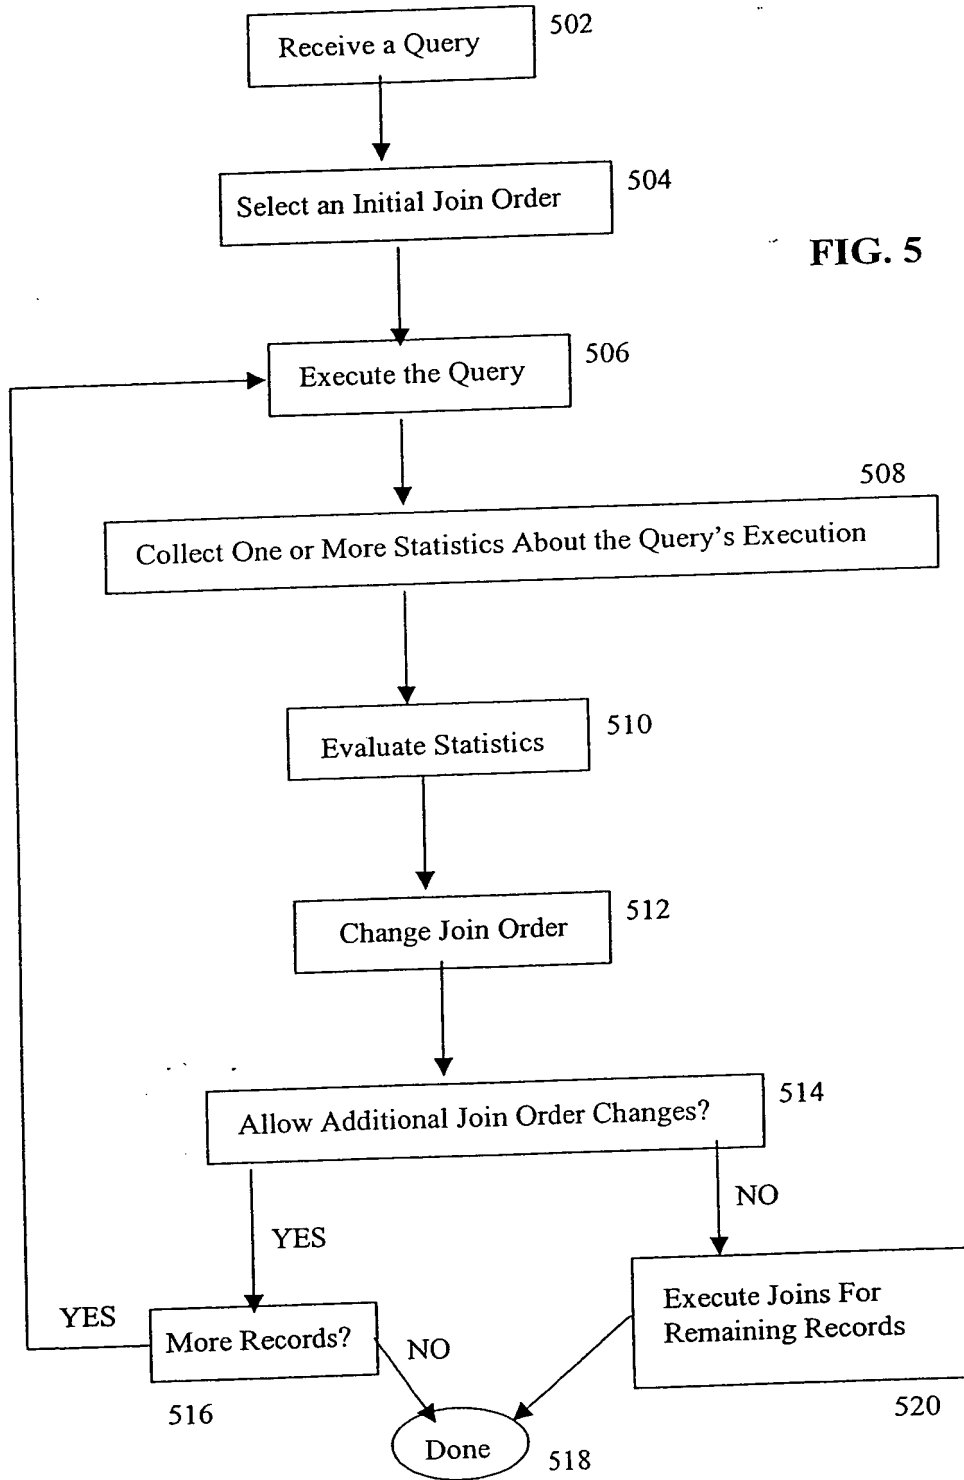 Receive a Query
502
Select an Initial Join Order
504
FIG. 5
Execute the Query
506
508
Collect One or More Statistics About the Query's Execution
Evaluate Statistics
510
Change Join Order
512
Allow Additional Join Order Changes?
514
YES
NO
YES
More Records?
NO
516
Execute Joins For
Remaining Records
520
Done
518